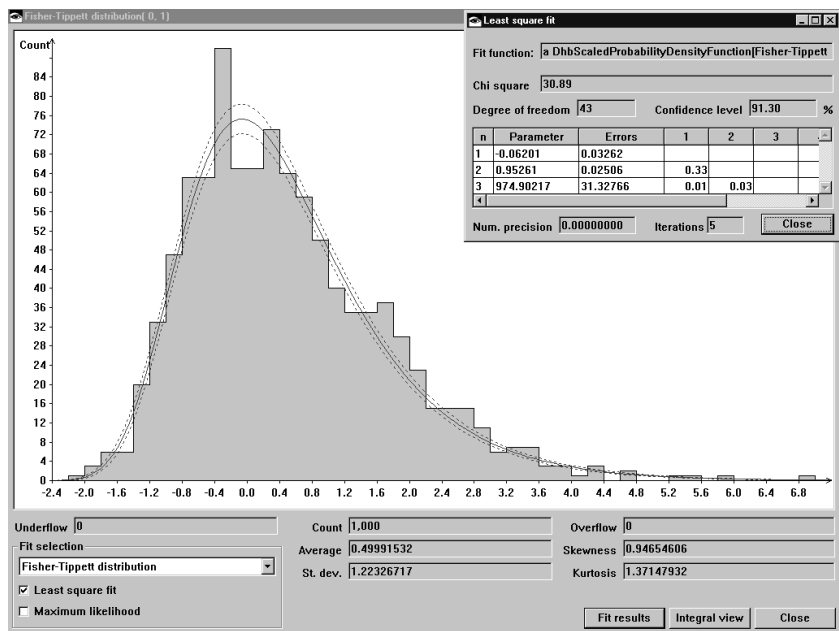 Fisher-Tippett distribution( 0, 1)
Count
84
80
76
72
68
64
60
56
52
48
44
40
36
32
28
24
20
16
12
8
4
0
-2.4 -2.0 -1.6 -1.2 -0.8 -0.4 0.0 0.4 0.8 1.2 1.6 2.0 2.4 2.8 3.2 3.6 4.0 4.4 4.8 5.2 5.6 6.0 6.4 6.8
Least square fit
Fit function: a DhbScaledProbabilityDensityFunction[Fisher-Tippett
Chi square 30.89
Degree of freedom 43 Confidence level 91.30 %
n Parameter Errors 1 2 3
1 -0.06201 0.03262
2 0.95261 0.02506 0.33
3 974.90217 31.32766 0.01 0.03
Num. precision 0.00000000 Iterations 5 Close
Underflow 0 Count 1,000 Overflow 0
Fit selection Average 0.49991532 Skewness 0.94654606
Fisher-Tippett distribution St. dev. 1.22326717 Kurtosis 1.37147932
Least square fit
Maximum likelihood
Fit results Integral view Close